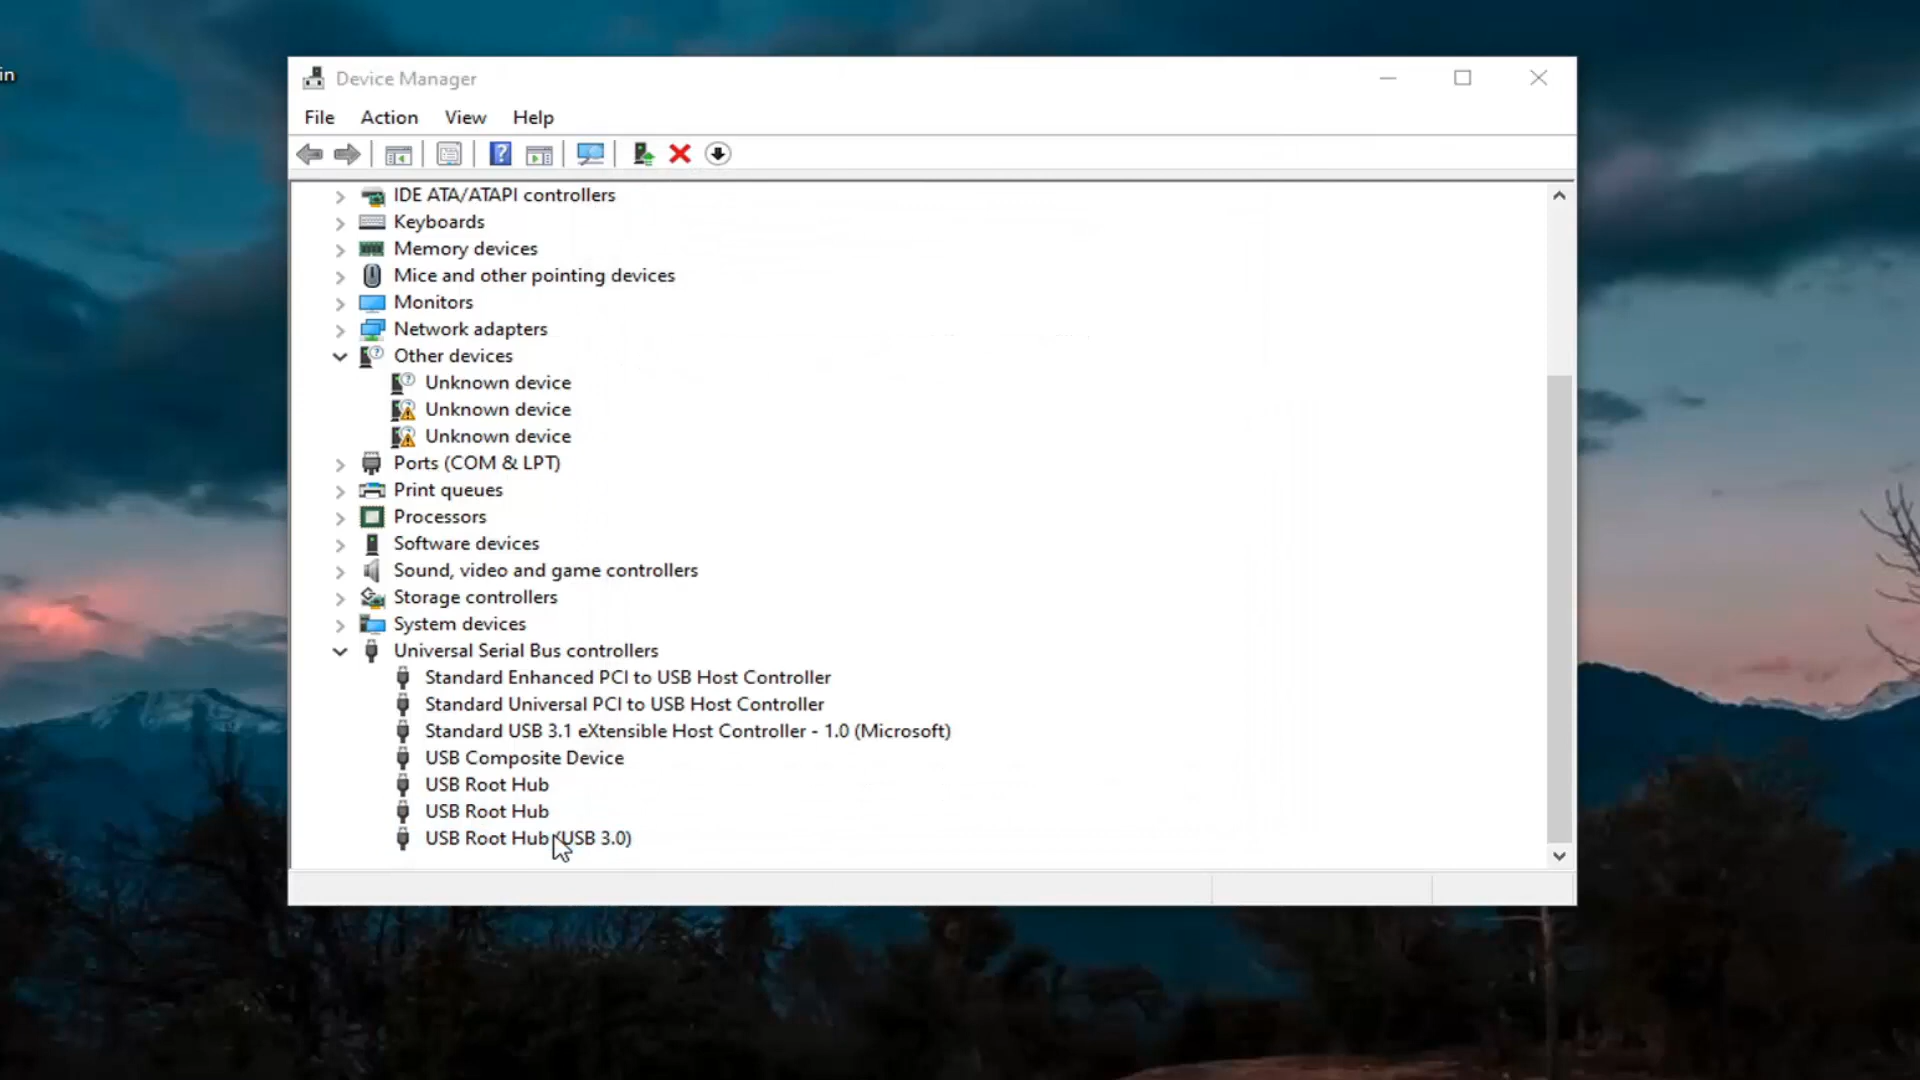 in
Device Manager
File Action View Help
IDE ATA/ATAPI controllers
Keyboards
Memory devices
Mice and other pointing devices
Monitors
Network adapters
Other devices
Unknown device
Unknown device
Unknown device
Ports (COM & LPT)
Print queues
Processors
Software devices
Sound, video and game controllers
Storage controllers
System devices
Universal Serial Bus controllers
Standard Enhanced PCI to USB Host Controller
Standard Universal PCI to USB Host Controller
Standard USB 3.1 eXtensible Host Controller - 1.0 (Microsoft)
USB Composite Device
USB Root Hub
USB Root Hub
USB Root Hub (USB 3.0)